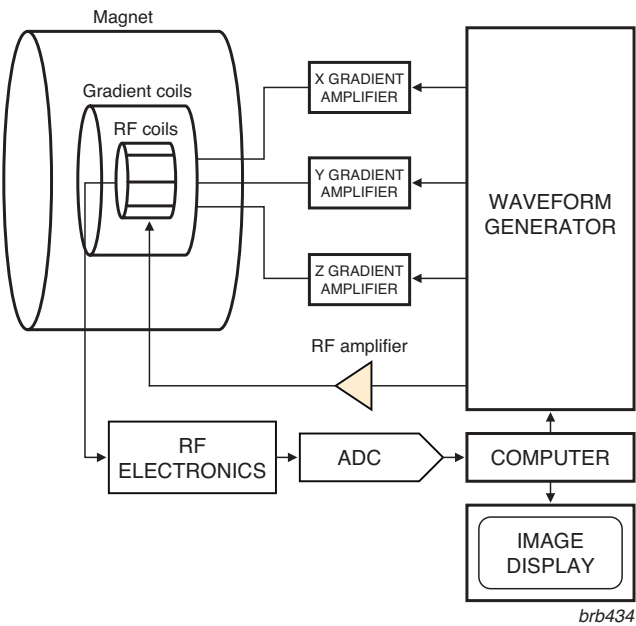 Magnet
Gradient coils
RF coils
X GRADIENT
AMPLIFIER
Y GRADIENT
AMPLIFIER
Z GRADIENT
AMPLIFIER
WAVEFORM
GENERATOR
RF amplifier
RF
ELECTRONICS
ADC
COMPUTER
IMAGE
DISPLAY
brb434